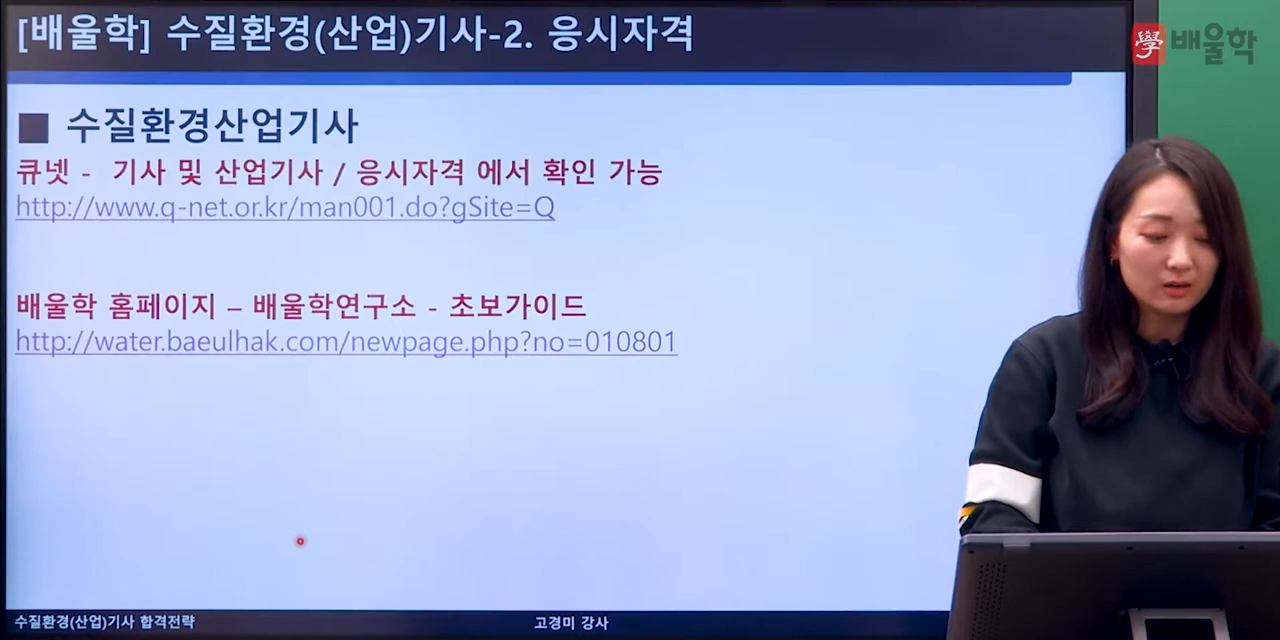 [배울학] 수질환경(산업)기사-2. 응시자격
學 배울학
■ 수질환경산업기사
큐넷 - 기사 및 산업기사 / 응시자격 에서 확인 가능
http://www.q-net.or.kr/man001.do?gSite=Q
배울학 홈페이지 – 배울학연구소 - 초보가이드
http://water.baeulhak.com/newpage.php?no=010801
수질환경(산업)기사 합격전략
고경미 강사